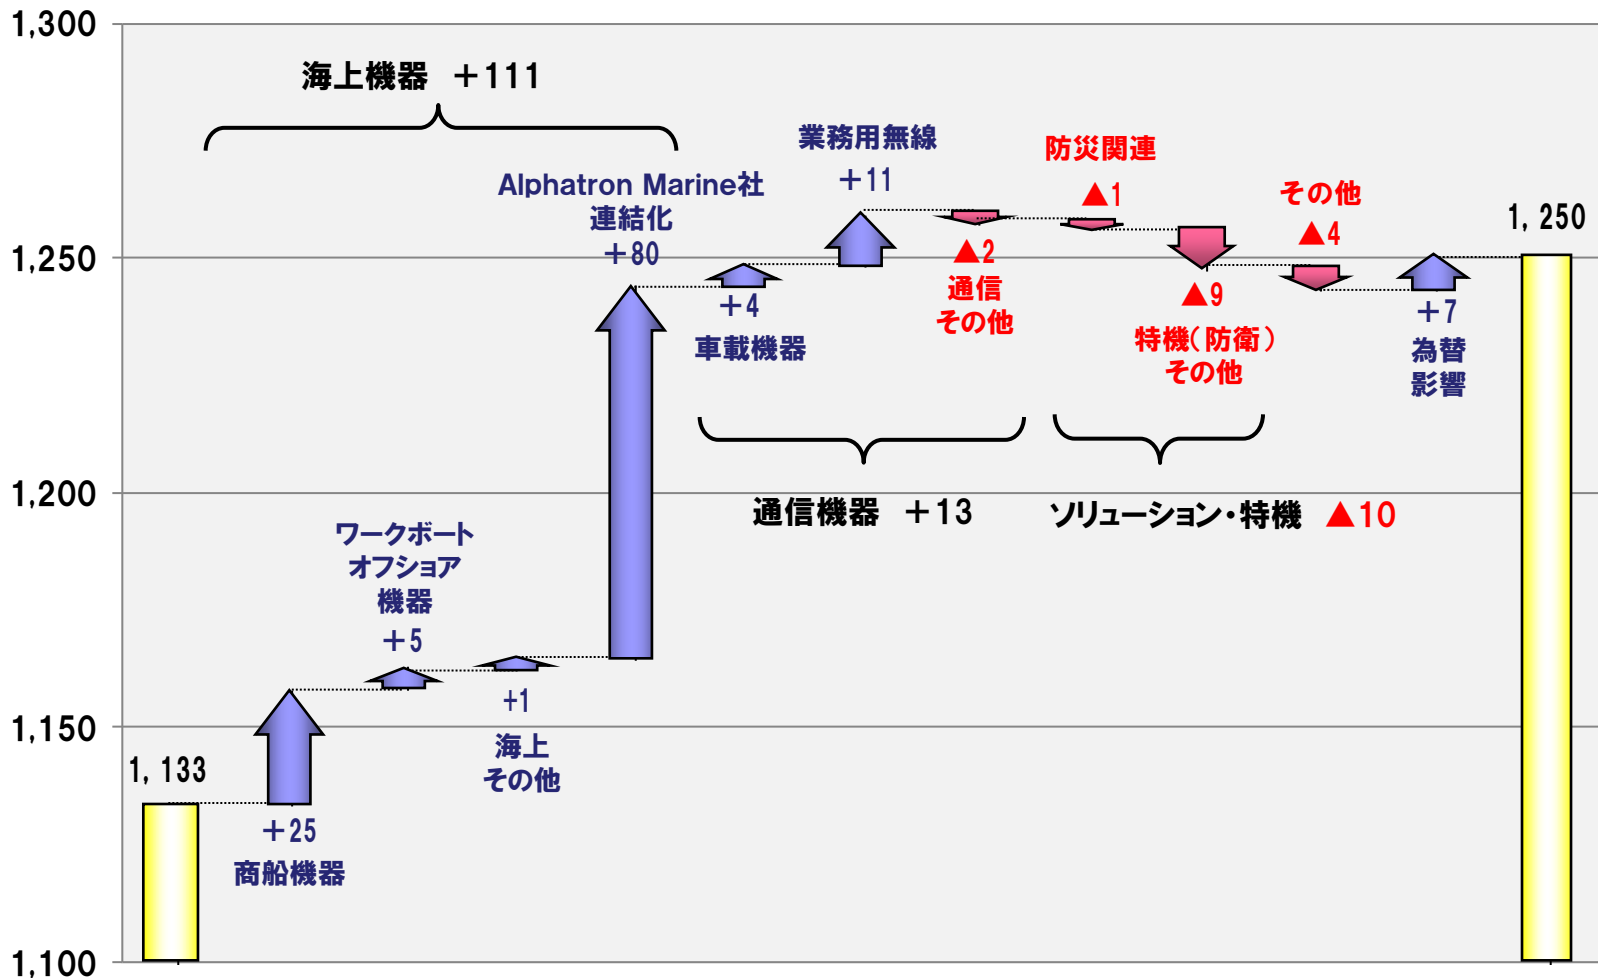 1,300
1,250
1,200
1,150
1,100
海上機器 +111
1, 133
+25
商船機器
ワークボート
オフショア
機器
+5
+1
海上
その他
Alphatron Marine社
連結化
+80
+4
車載機器
業務用無線
+11
▲2
通信
その他
通信機器 +13
防災関連
▲1
▲9
特機(防衛)
その他
ソリューション・特機 ▲10
その他
▲4
+7
為替
影響
1, 250